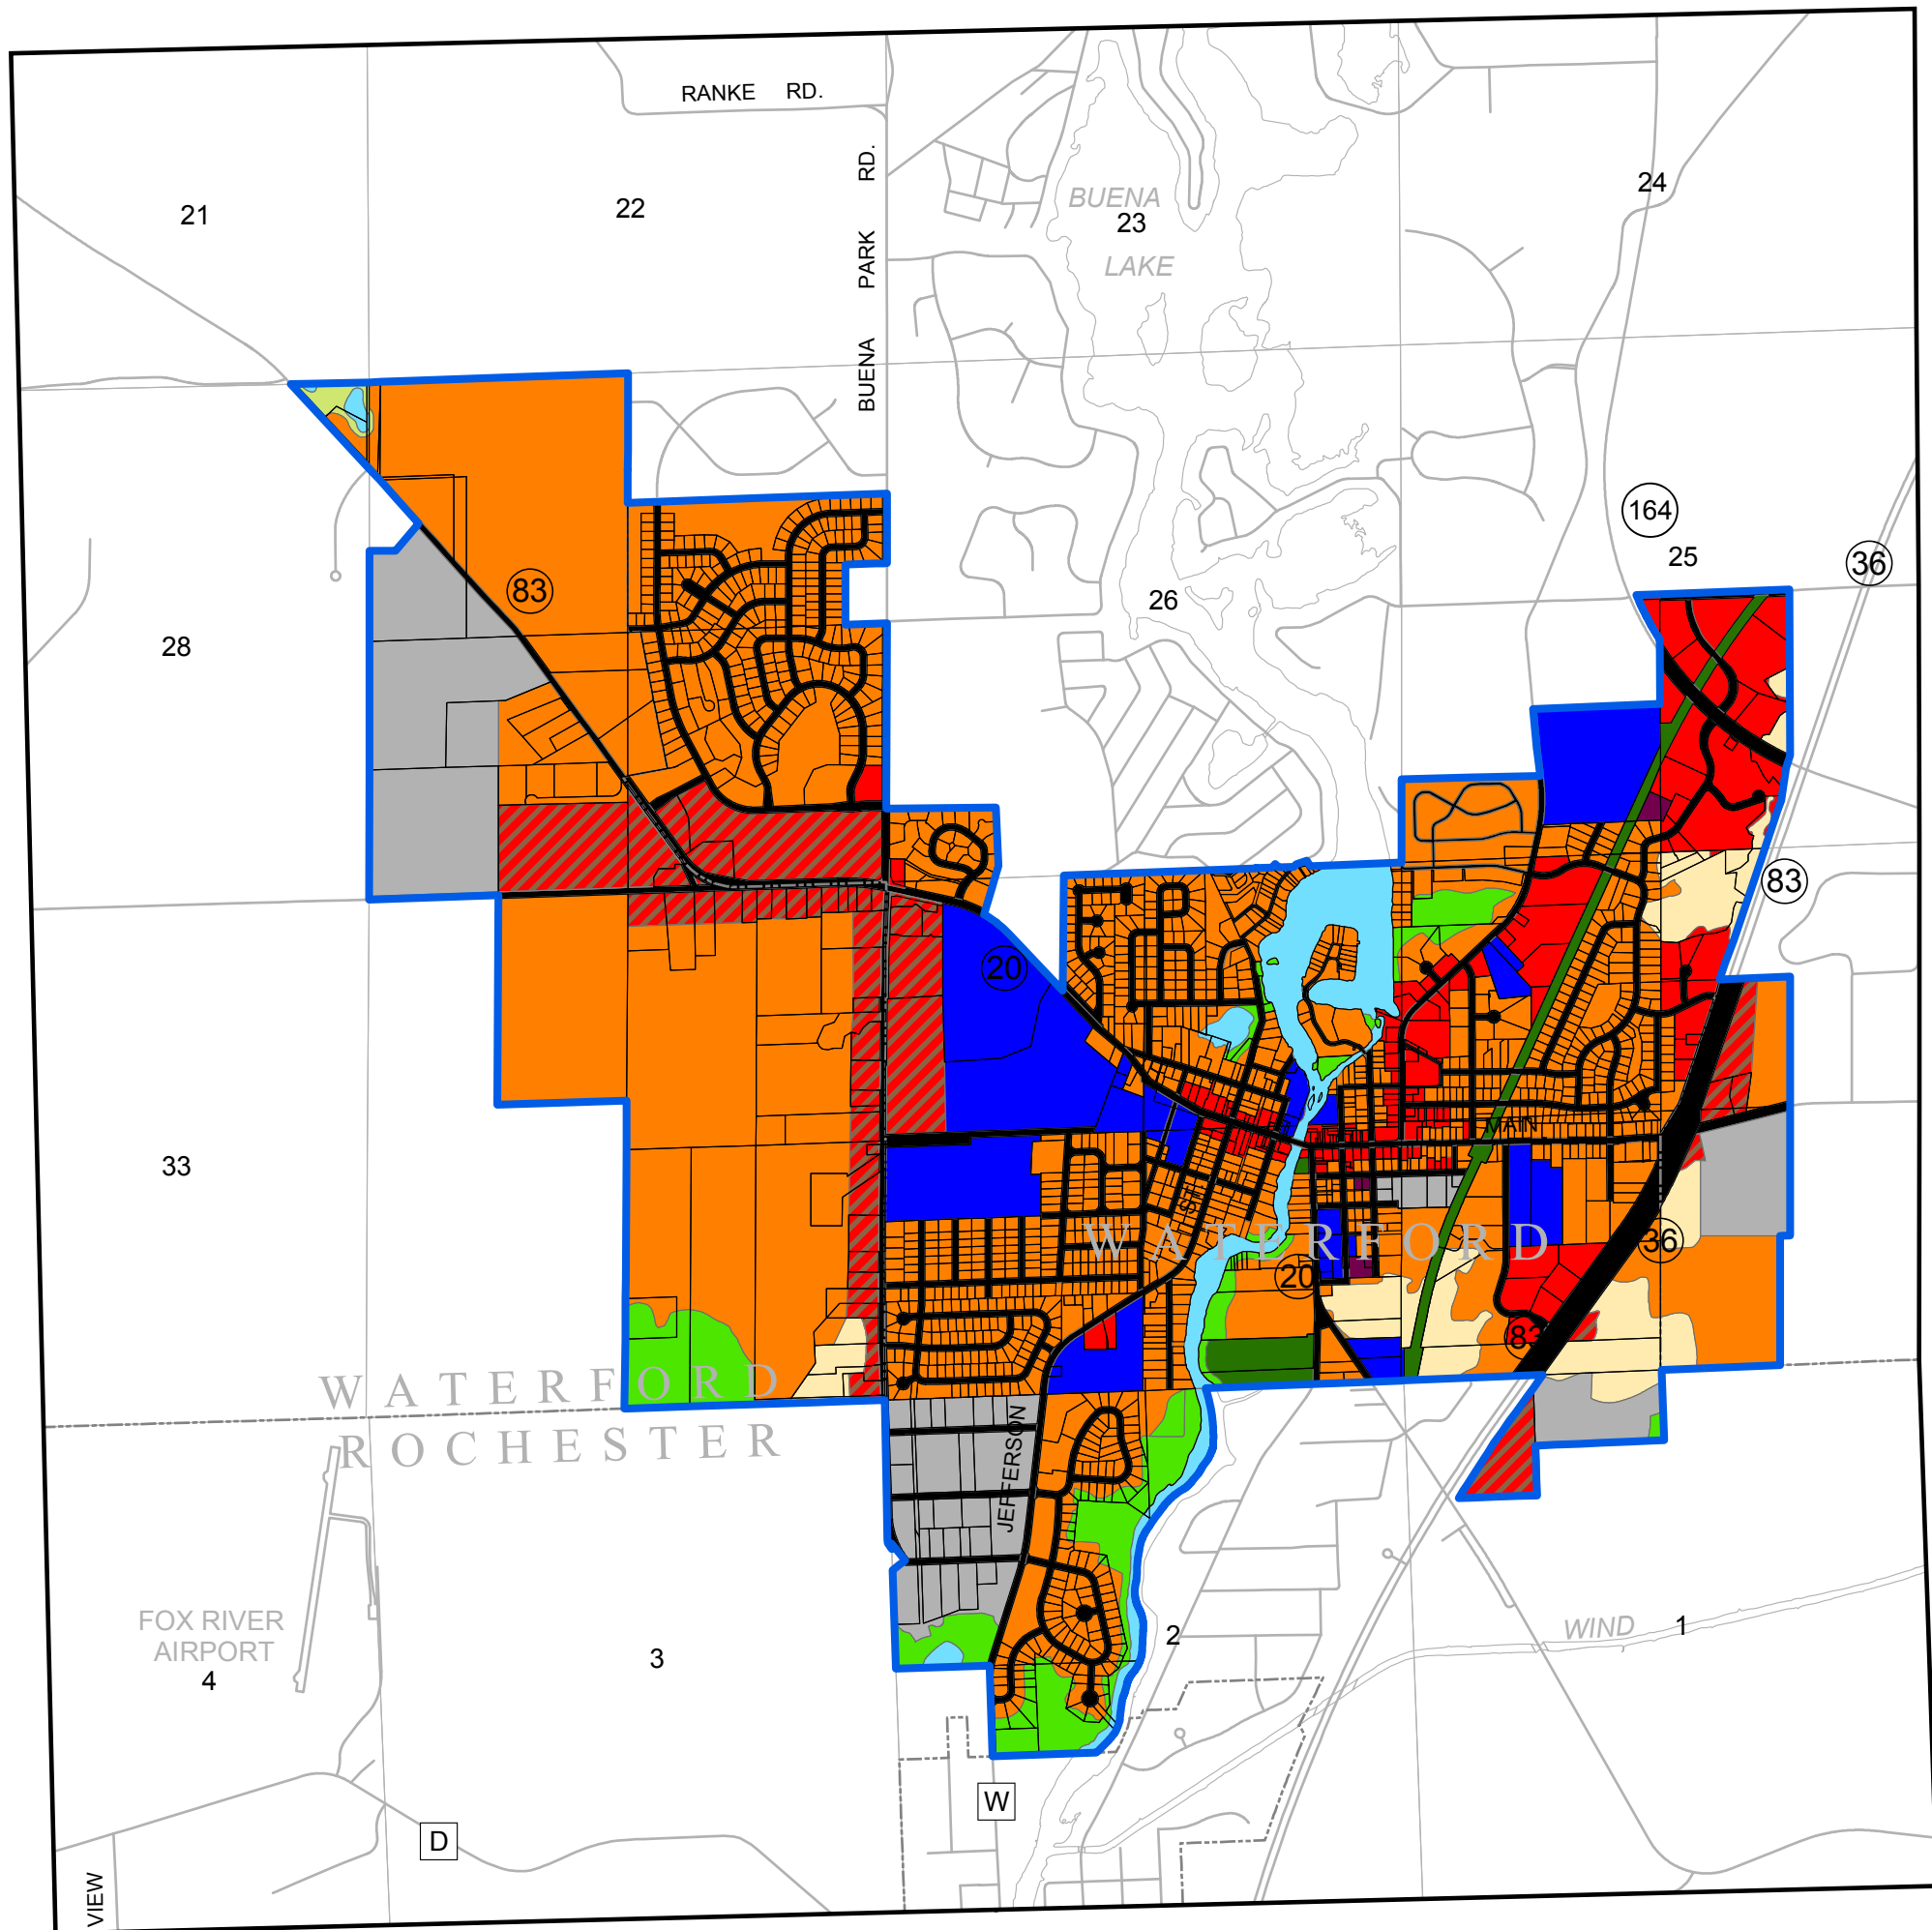 RANKE RD.
BUENA PARK RD.
21
22
BUENA
23
LAKE
24
164
25
36
83
26
28
83
20
MAIN
33
ST.
WATERFORD
36
20
83
WATERFORD
ROCHESTER
JEFFERSON
FOX RIVER
AIRPORT
4
3
2
WIND
1
W
D
VIEW